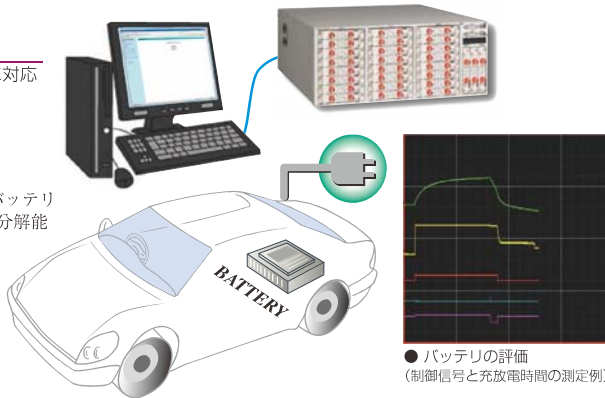 対応
バッテリ
分解能
BATTERY
● バッテリの評価
(制御信号と充放電時間の測定例)